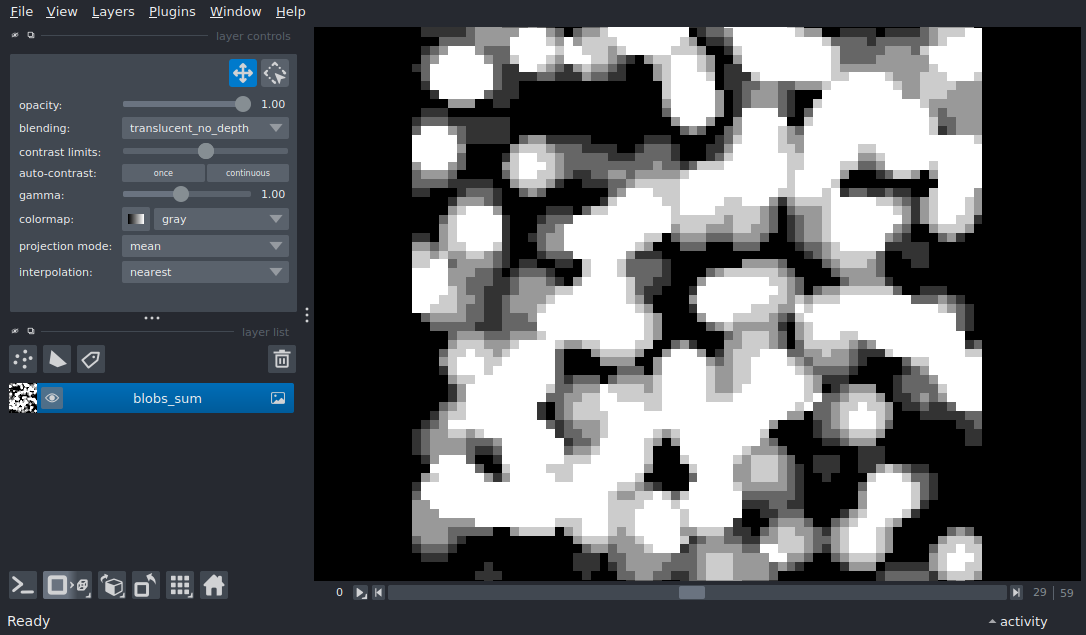 File View Layers Plugins Window Help
layer controls
opacity: 1.00
blending: translucent_no_depth
contrast limits:
auto-contrast: once continuous
gamma: 1.00
colormap: gray
projection mode: mean
interpolation: nearest
layer list
blobs_sum
0 29 59
Ready
activity